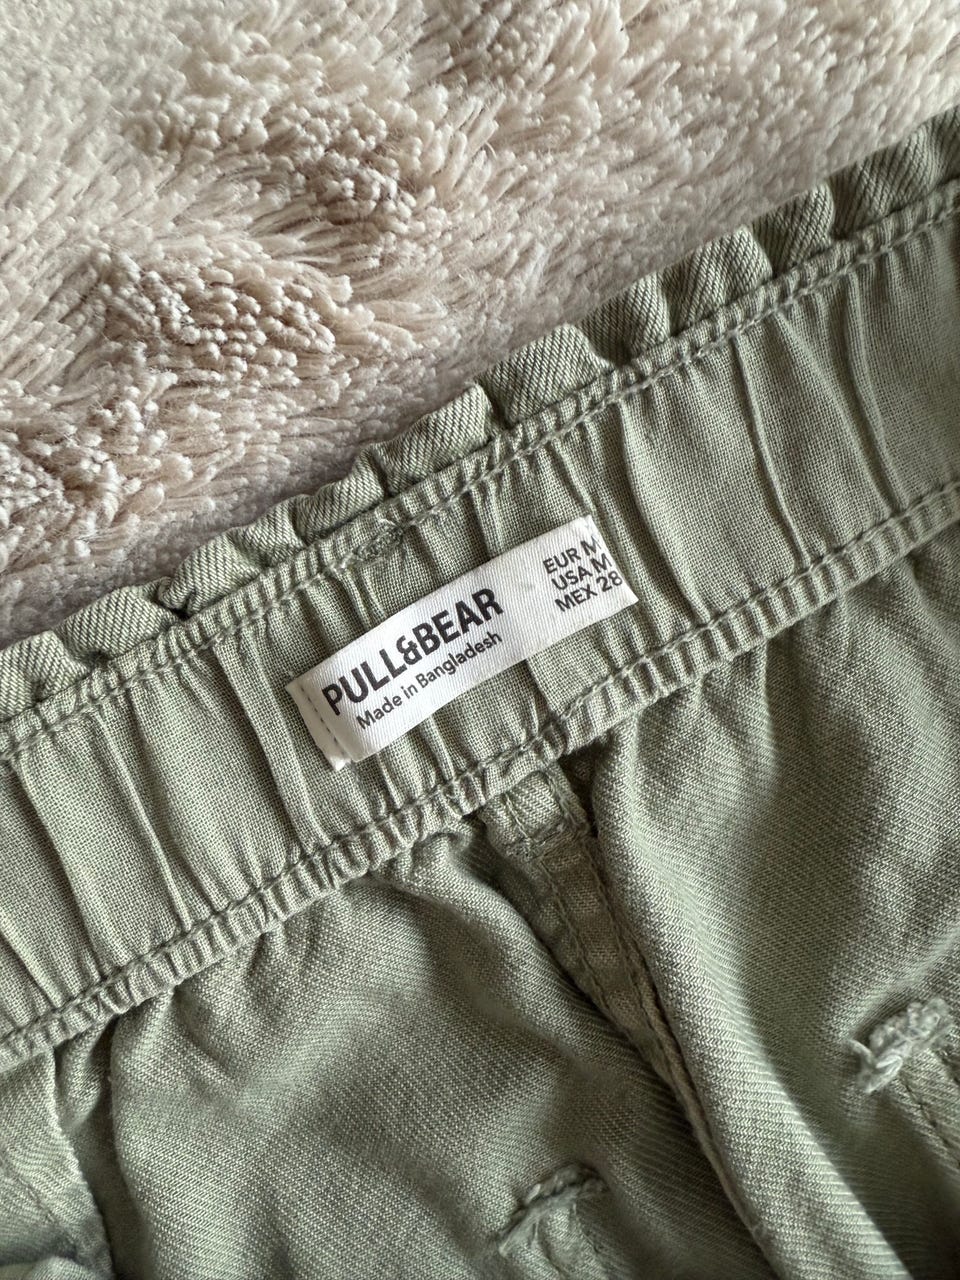 PULL&BEAR
Made in Bangladesh
EUR M
USA M
MEX 28